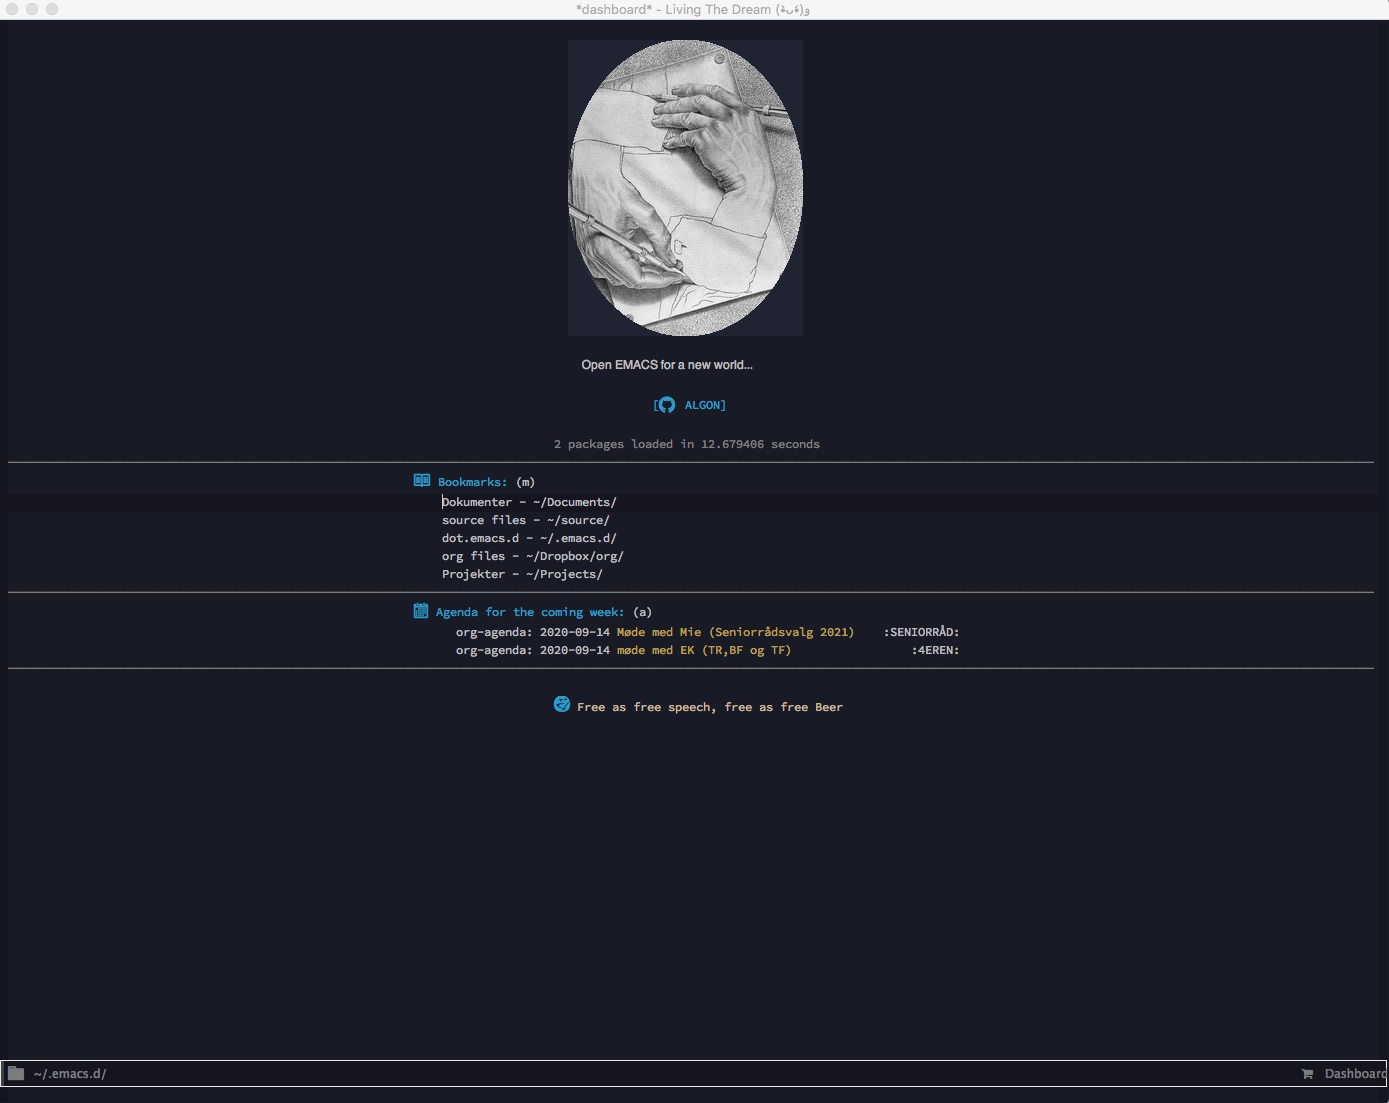 *dashboard* - Living The Dream (•̀ᴗ•́)و
Open EMACS for a new world...
[ ALGON]
2 packages loaded in 12.679406 seconds
Bookmarks: (m)
Dokumenter - ~/Documents/
source files - ~/source/
dot.emacs.d - ~/.emacs.d/
org files - ~/Dropbox/org/
Projekter - ~/Projects/
Agenda for the coming week: (a)
org-agenda: 2020-09-14 Møde med Mie (Seniorrådsvalg 2021) :SENIORRÅD:
org-agenda: 2020-09-14 møde med EK (TR,BF og TF) :4EREN:
Free as free speech, free as free Beer
~/.emacs.d/ Dashboard